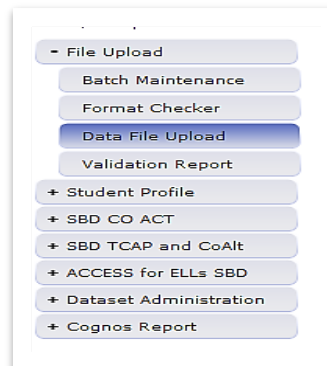 - File Upload
Batch Maintenance
Format Checker
Data File Upload
Validation Report
+ Student Profile
+ SBD CO ACT
+ SBD TCAP and CoAlt
+ ACCESS for ELLs SBD
+ Dataset Administration
+ Cognos Report